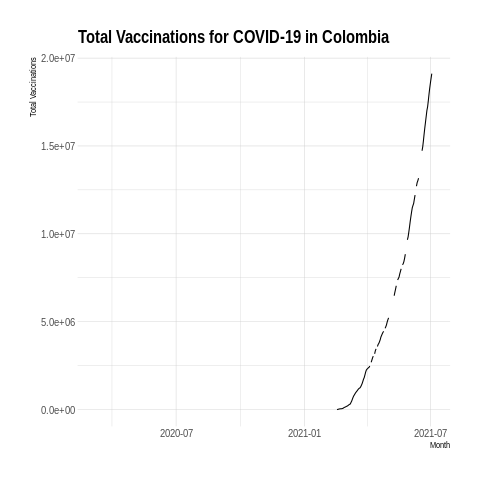 Total Vaccinations for COVID-19 in Colombia
Total Vaccinations
2.0e+07
1.5e+07
1.0e+07
5.0e+06
0.0e+00
2020-07
2021-01
2021-07
Month